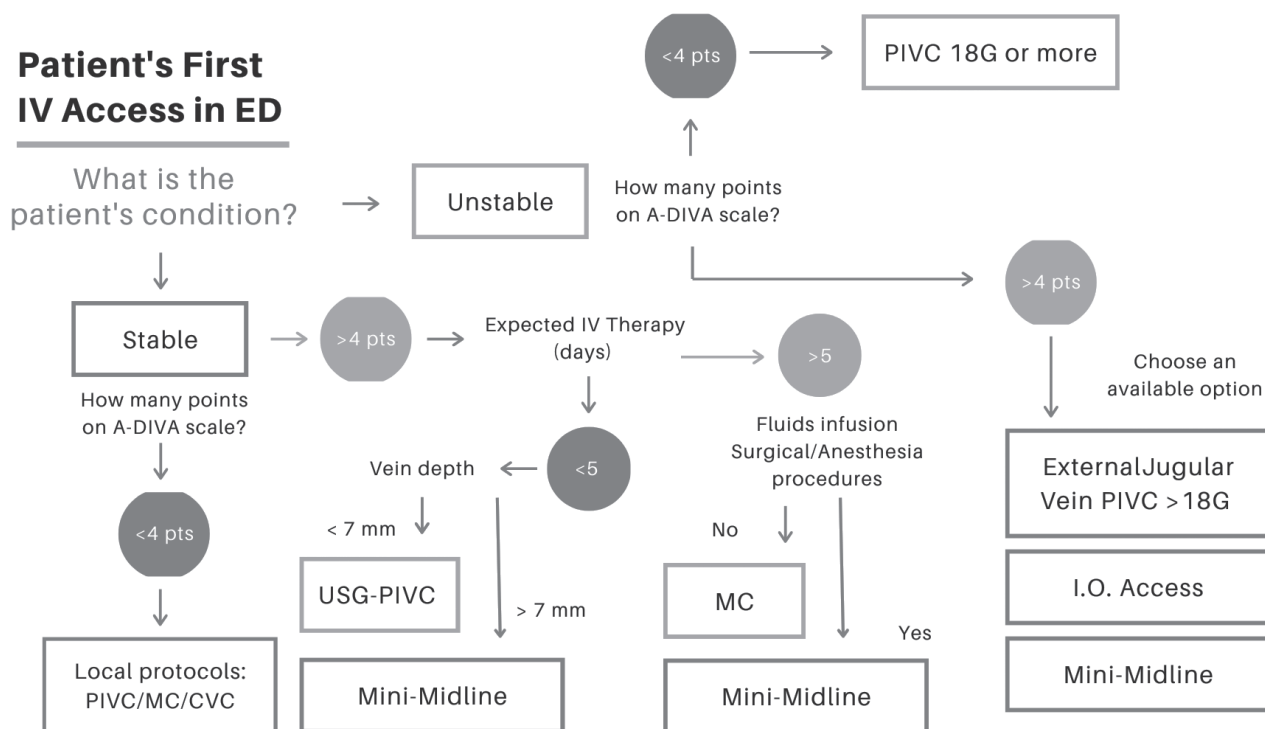 Patient's First
IV Access in ED
What is the
patient's condition?
Unstable
How many points
on A-DIVA scale?
<4 pts
PIVC 18G or more
>4 pts
Choose an
available option
ExternalJugular
Vein PIVC >18G
I.O. Access
Mini-Midline
Stable
>4 pts
Expected IV Therapy
(days)
>5
Fluids infusion
Surgical/Anesthesia
procedures
No
MC
Yes
Mini-Midline
<5
Vein depth
< 7 mm
USG-PIVC
> 7 mm
Mini-Midline
How many points
on A-DIVA scale?
<4 pts
Local protocols:
PIVC/MC/CVC